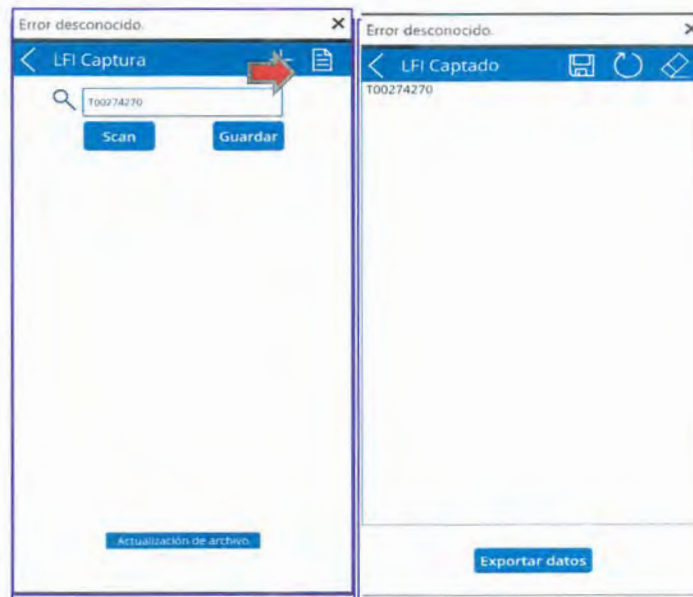 Error desconocido.
LFI Captura
T00274270
Scan Guardar
Actualización de archivo
Error desconocido.
LFI Captado
T00274270
Exportar datos